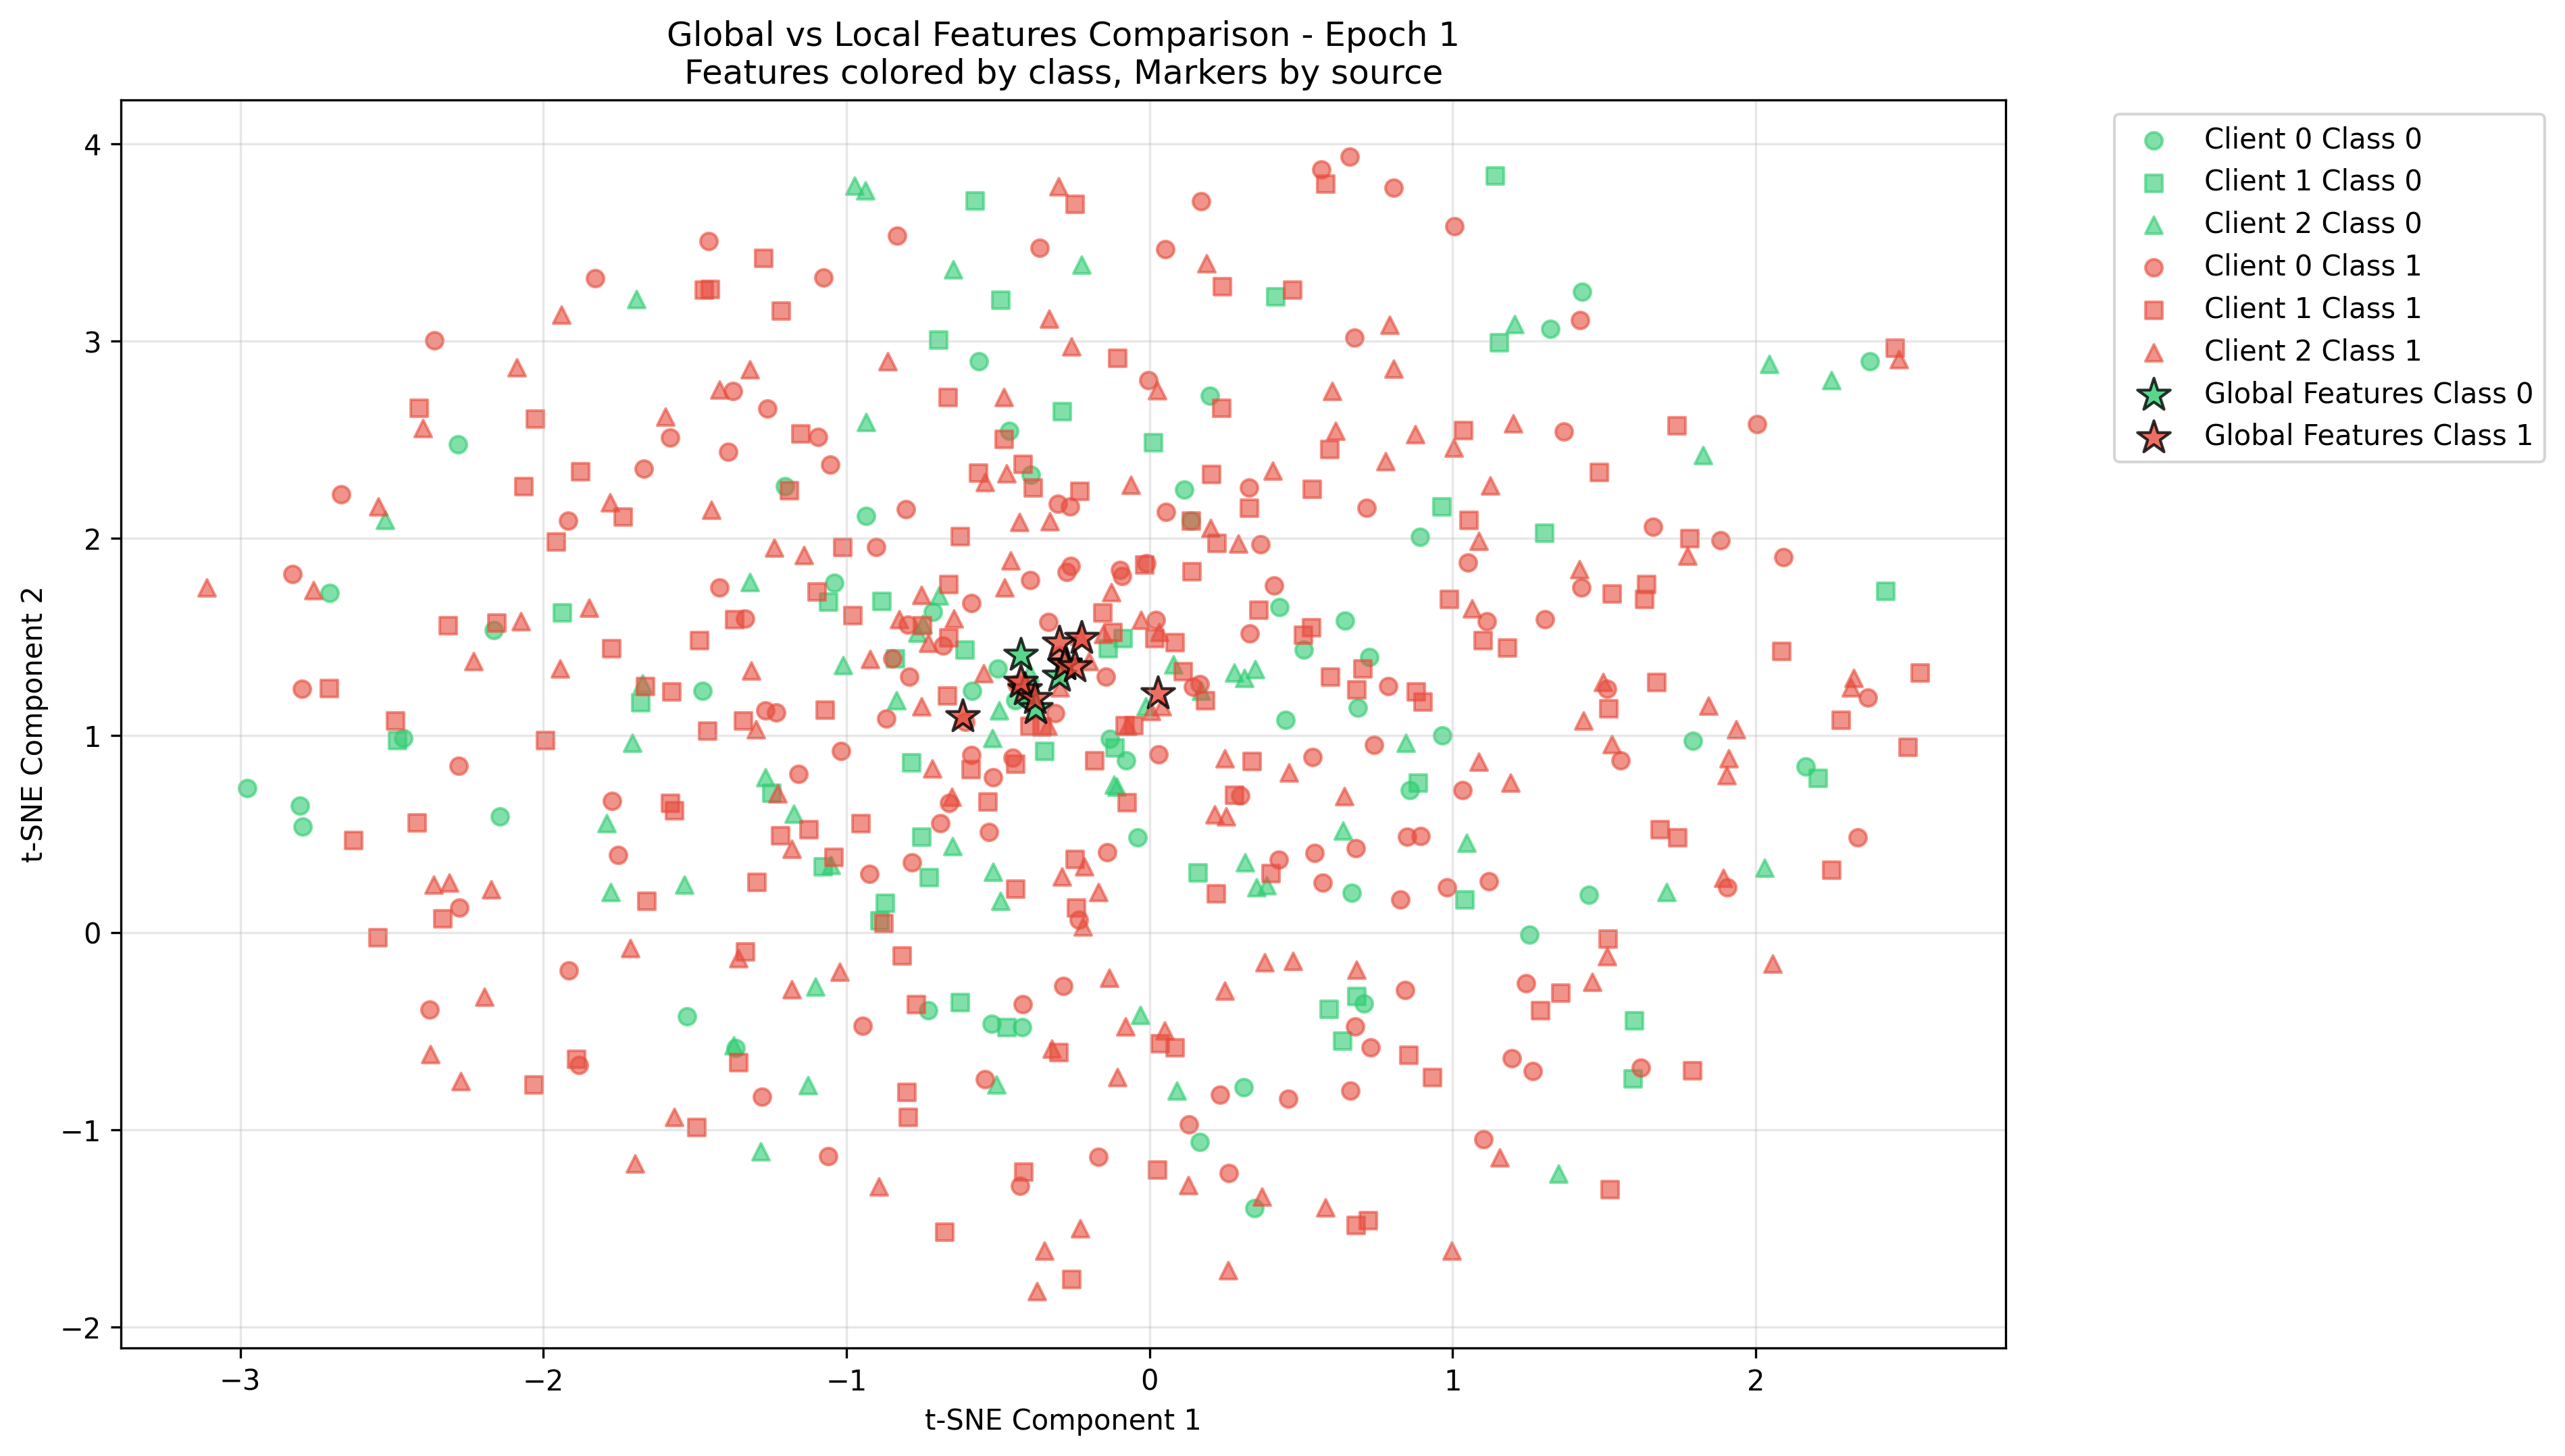 Global vs Local Features Comparison - Epoch 1
Features colored by class, Markers by source
4
3
2
1
0
−1
−2
t-SNE Component 2
−3
−2
−1
0
1
2
t-SNE Component 1
Client 0 Class 0
Client 1 Class 0
Client 2 Class 0
Client 0 Class 1
Client 1 Class 1
Client 2 Class 1
Global Features Class 0
Global Features Class 1